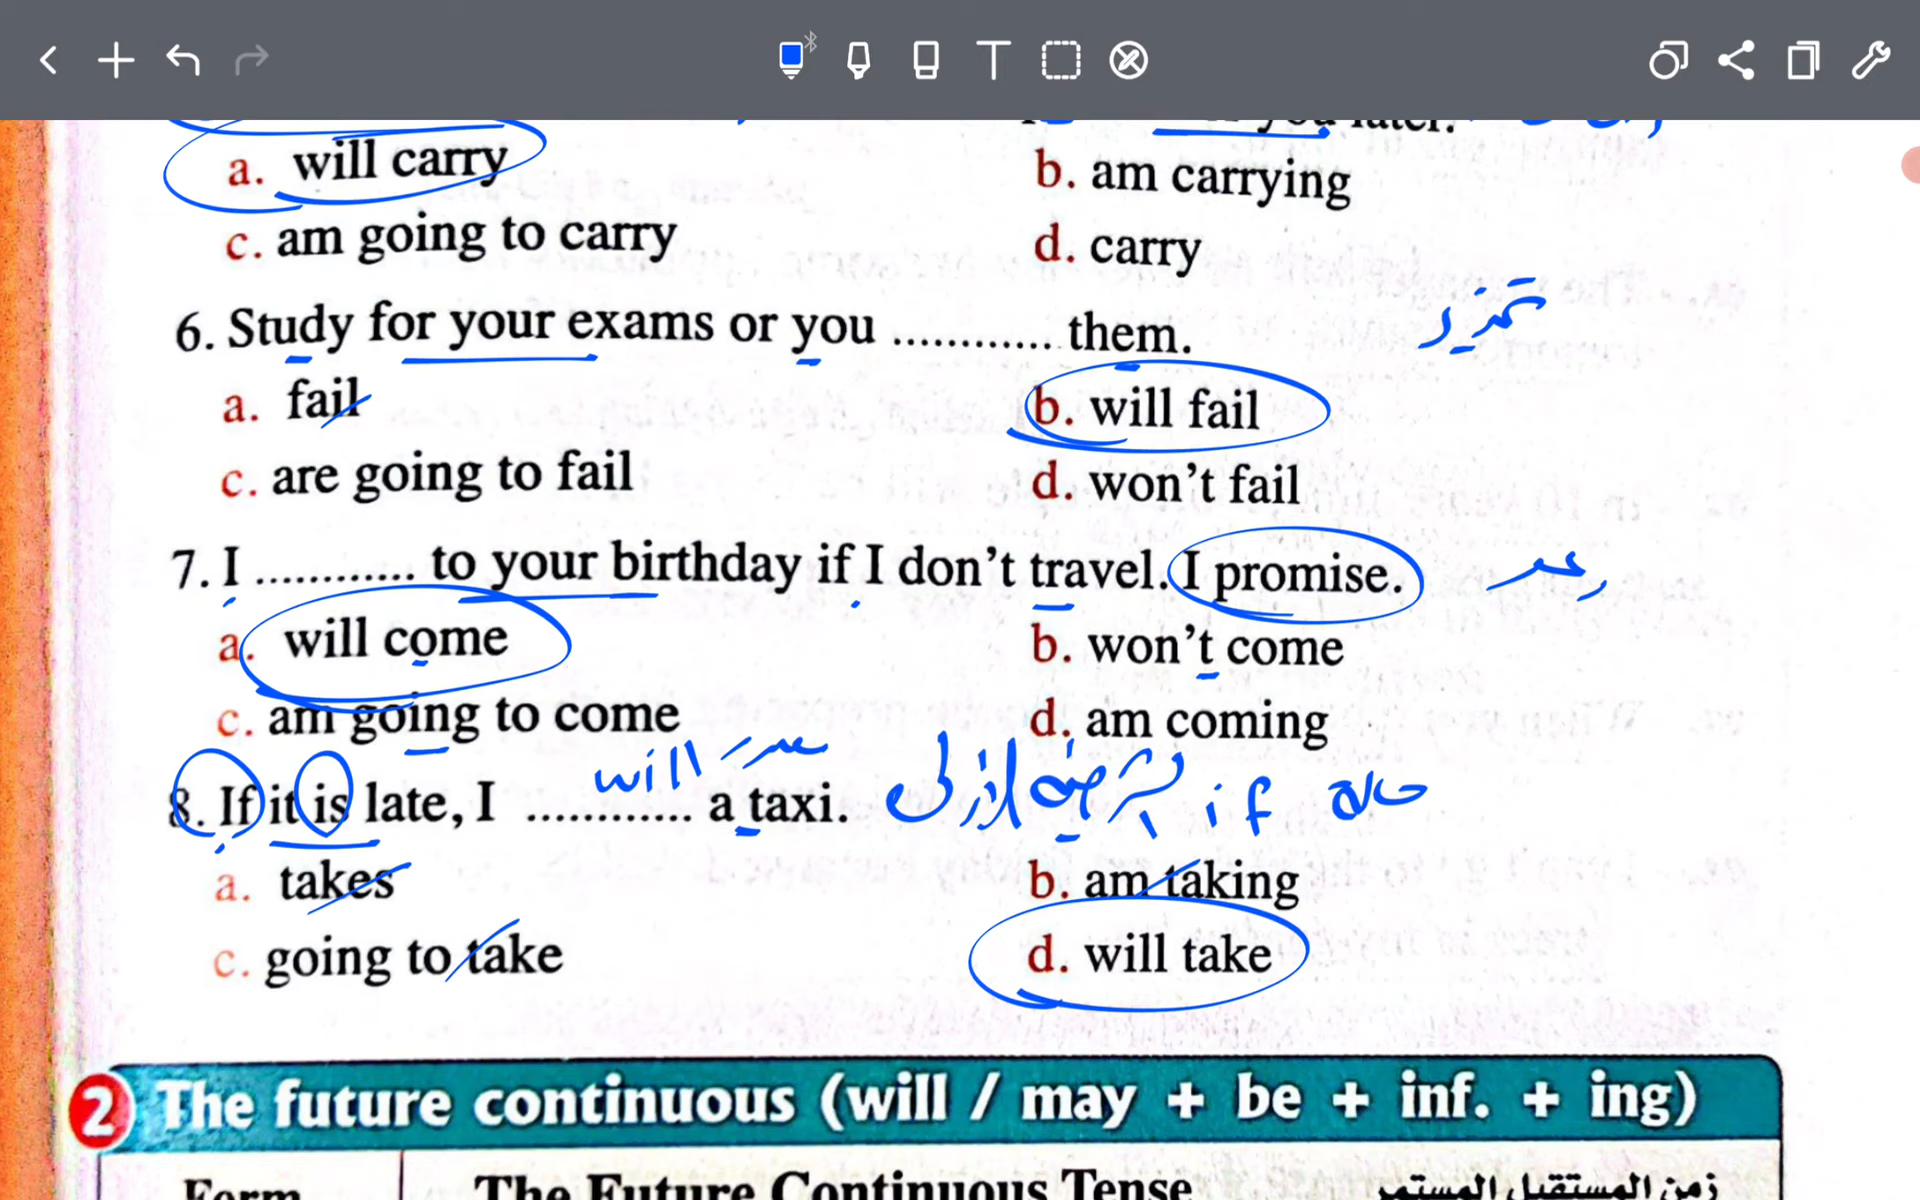 you later.
a. will carry
b. am carrying
c. am going to carry
d. carry
6. Study for your exams or you ............ them.
تحذير
a. fail
b. will fail
c. are going to fail
d. won't fail
7. I ............ to your birthday if I don't travel. I promise.
وعد
a. will come
b. won't come
c. am going to come
d. am coming
will
8. If it is late, I ............ a taxi.
حالة if الشرطية الاولى
a. takes
b. am taking
c. going to take
d. will take
2 The future continuous (will / may + be + inf. + ing)
Form
The Future Continuous Tense
زمن المستقبل المستمر